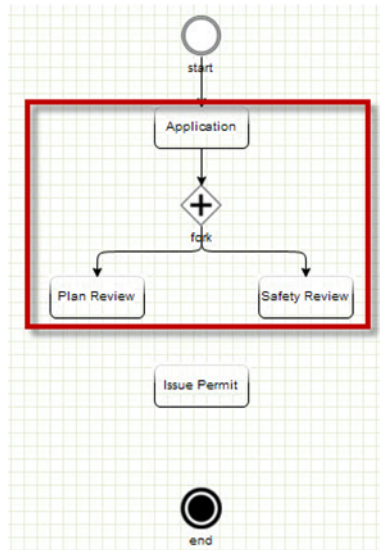 start
Application
fork
Plan Review
Safety Review
Issue Permit
end